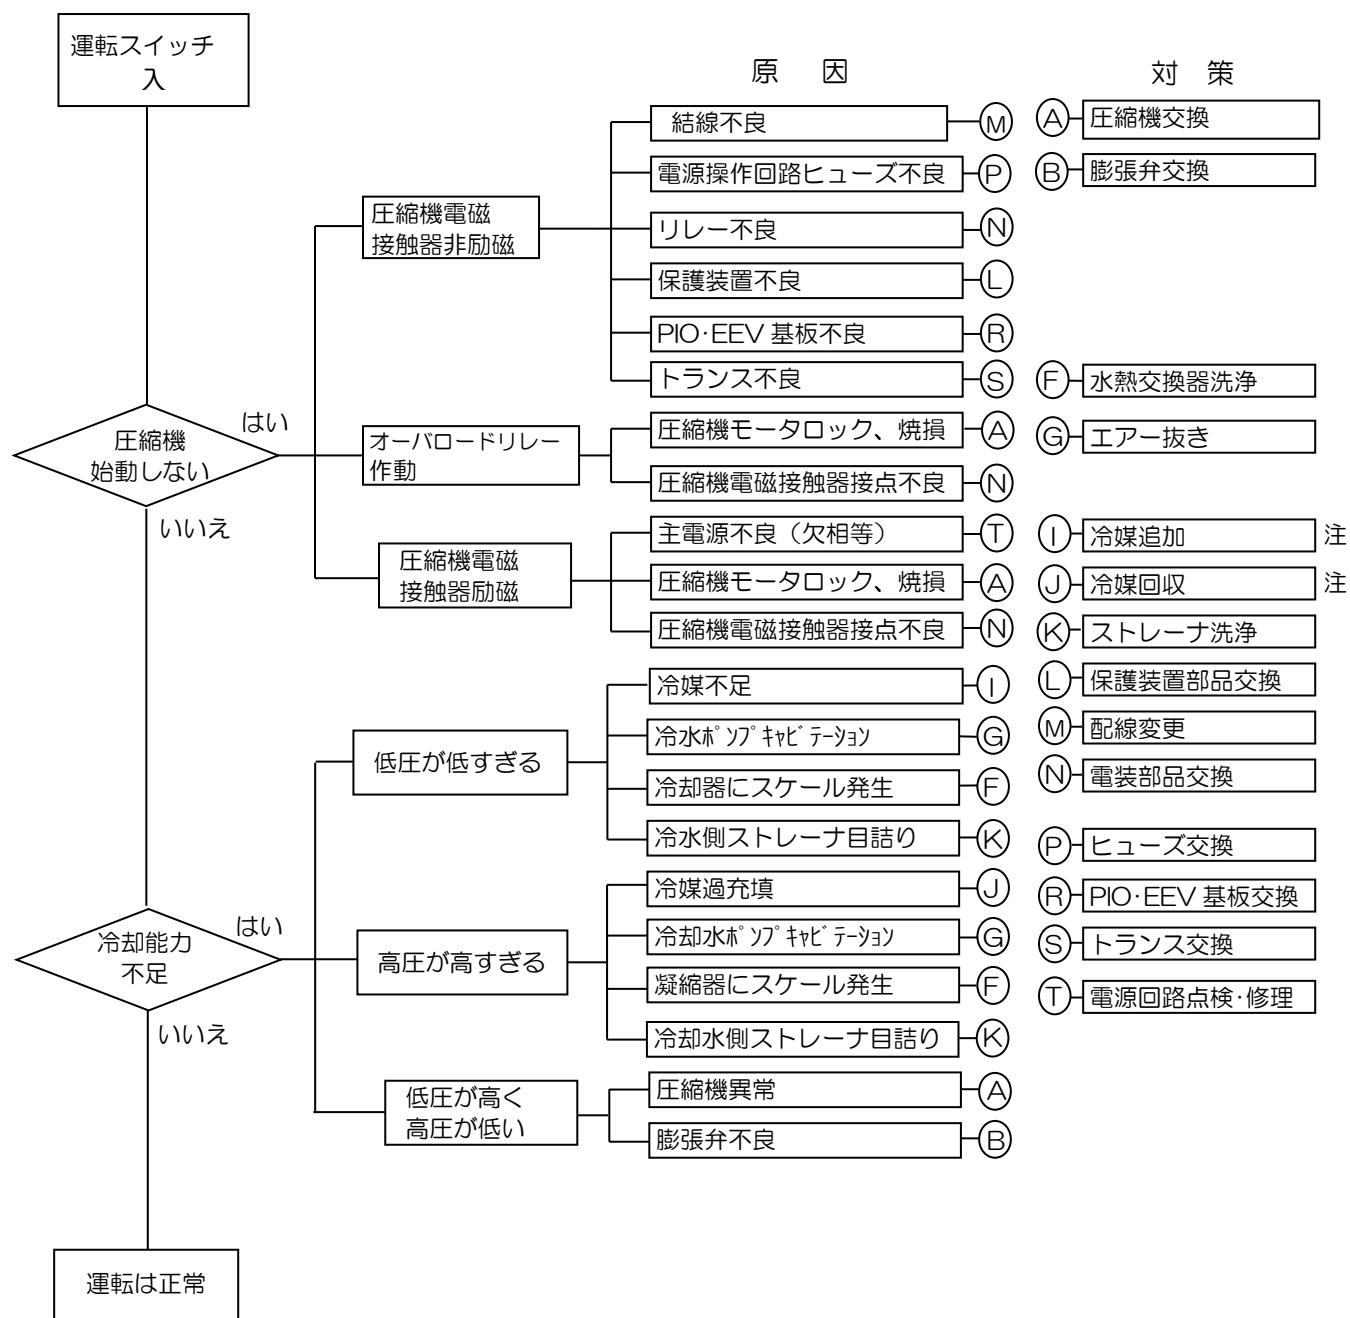 運転スイッチ
入
原 因
対 策
結線不良
M
電源操作回路ヒューズ不良
P
圧縮機電磁
接触器非励磁
リレー不良
N
保護装置不良
L
PIO·EEV 基板不良
R
トランス不良
S
圧縮機
始動しない
はい
いいえ
オーバロードリレー
作動
圧縮機モータロック、焼損
A
圧縮機電磁接触器接点不良
N
圧縮機電磁
接触器励磁
主電源不良（欠相等）
T
圧縮機モータロック、焼損
A
圧縮機電磁接触器接点不良
N
低圧が低すぎる
冷媒不足
I
冷水ﾎﾟﾝﾌﾟｷｬﾋﾞﾃｰｼｮﾝ
G
冷却器にスケール発生
F
冷水側ストレーナ目詰り
K
冷却能力
不足
はい
いいえ
高圧が高すぎる
冷媒過充填
J
冷却水ﾎﾟﾝﾌﾟｷｬﾋﾞﾃｰｼｮﾝ
G
凝縮器にスケール発生
F
冷却水側ストレーナ目詰り
K
低圧が高く
高圧が低い
圧縮機異常
A
膨張弁不良
B
運転は正常
A 圧縮機交換
B 膨張弁交換
F 水熱交換器洗浄
G エアー抜き
I 冷媒追加 注
J 冷媒回収 注
K ストレーナ洗浄
L 保護装置部品交換
M 配線変更
N 電装部品交換
P ヒューズ交換
R PIO·EEV 基板交換
S トランス交換
T 電源回路点検·修理